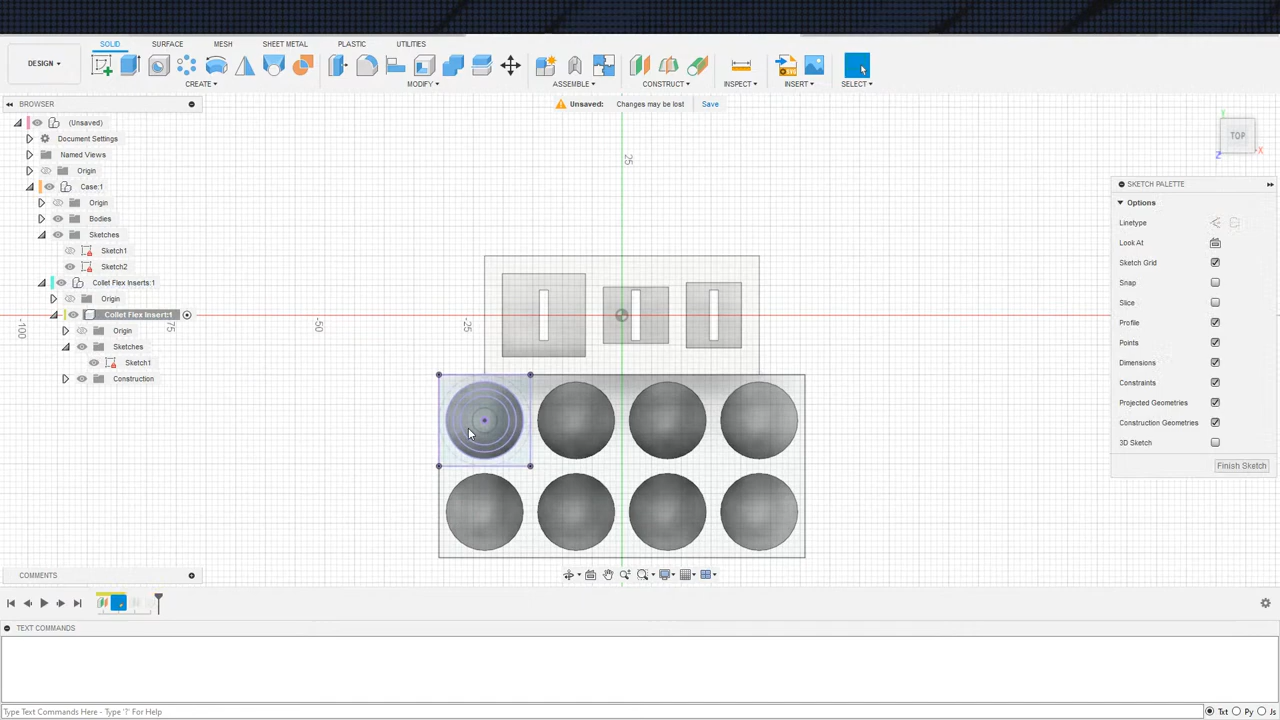 SOLID SURFACE MESH SHEET METAL PLASTIC UTILITIES
DESIGN
CREATE MODIFY ASSEMBLE CONSTRUCT INSPECT INSERT SELECT
BROWSER
Unsaved: Changes may be lost Save
(Unsaved)
Document Settings
Named Views
Origin
Case:1
Origin
Bodies
Sketches
Sketch1
Sketch2
Collet Flex Inserts:1
Origin
Collet Flex Insert:1
Origin
Sketches
Sketch1
Construction
25
-25
-50
75
-100
Y
TOP
X
Z
SKETCH PALETTE
Options
Linetype
Look At
Sketch Grid
Snap
Slice
Profile
Points
Dimensions
Constraints
Projected Geometries
Construction Geometries
3D Sketch
Finish Sketch
COMMENTS
TEXT COMMANDS
Type Text Commands Here - Type '?' For Help
Txt Py Js